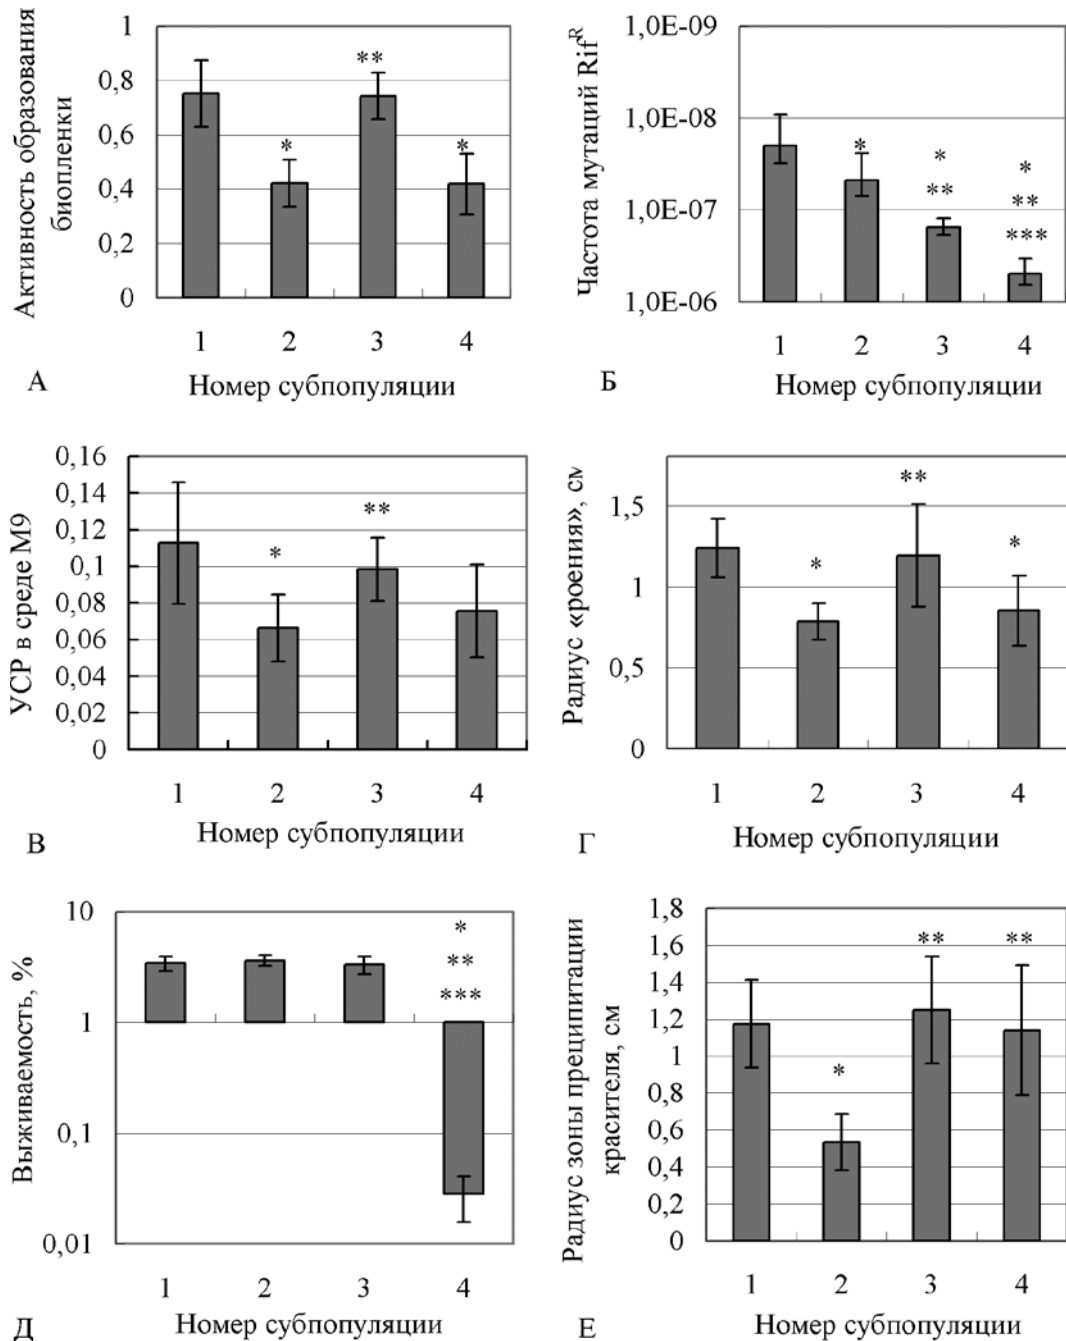 Активность образования
биопленки
1
0,8
0,6
0,4
0,2
0
*
**
*
1 2 3 4
Номер субпопуляции
А
Частота мутаций Rif^R
1,0E-09
1,0E-08
1,0E-07
1,0E-06
*
*
**
*
**
***
1 2 3 4
Номер субпопуляции
Б
УСР в среде М9
0,16
0,14
0,12
0,1
0,08
0,06
0,04
0,02
0
*
**
1 2 3 4
Номер субпопуляции
В
Радиус «роения», см
1,5
1
0,5
0
*
**
*
1 2 3 4
Номер субпопуляции
Г
Выживаемость, %
10
1
0,1
0,01
*
**
***
1 2 3 4
Номер субпопуляции
Д
Радиус зоны преципитации
красителя, см
1,8
1,6
1,4
1,2
1
0,8
0,6
0,4
0,2
0
*
**
**
1 2 3 4
Номер субпопуляции
Е